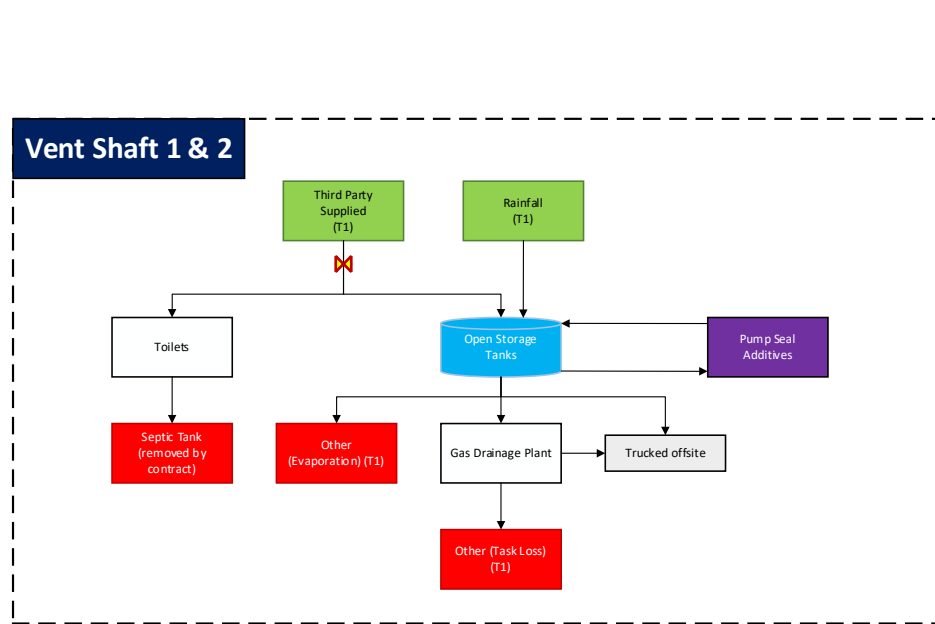 Vent Shaft 1 & 2
Third Party
Supplied
(T1)
Rainfall
(T1)
Toilets
Open Storage
Tanks
Pump Seal
Additives
Septic Tank
(removed by
contract)
Other
(Evaporation) (T1)
Gas Drainage Plant
Trucked offsite
Other (Task Loss)
(T1)